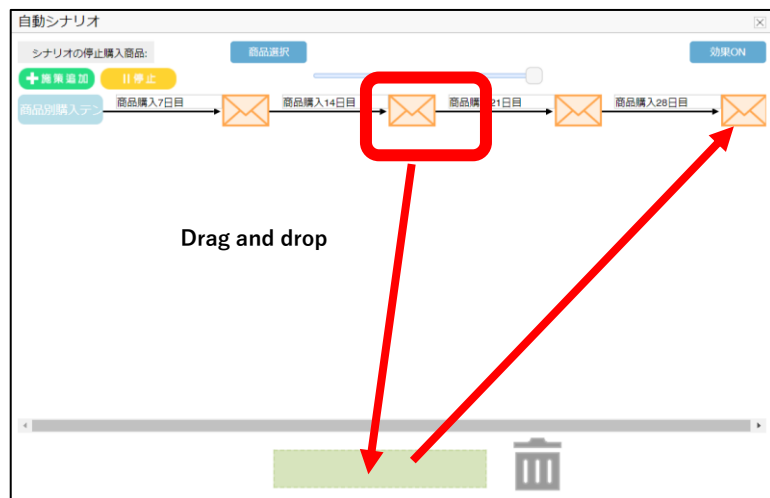 自動シナリオ
シナリオの停止購入商品:
商品選択
効果ON
施策追加
停止
商品別購入テン
商品購入7日目
商品購入14日目
商品購 21日目
商品購入28日目
Drag and drop